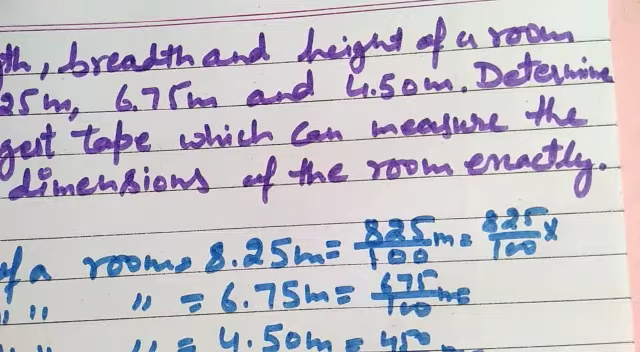 th, breadth and height of a room
25m, 6.75m and 4.50m. Determine
gest tape which can measure the
dimensions of the room exactly.
of a room = 8.25m = 825/100 m = 825/100 x
" " " = 6.75m = 675/100 m =
" " = 4.50m = 450